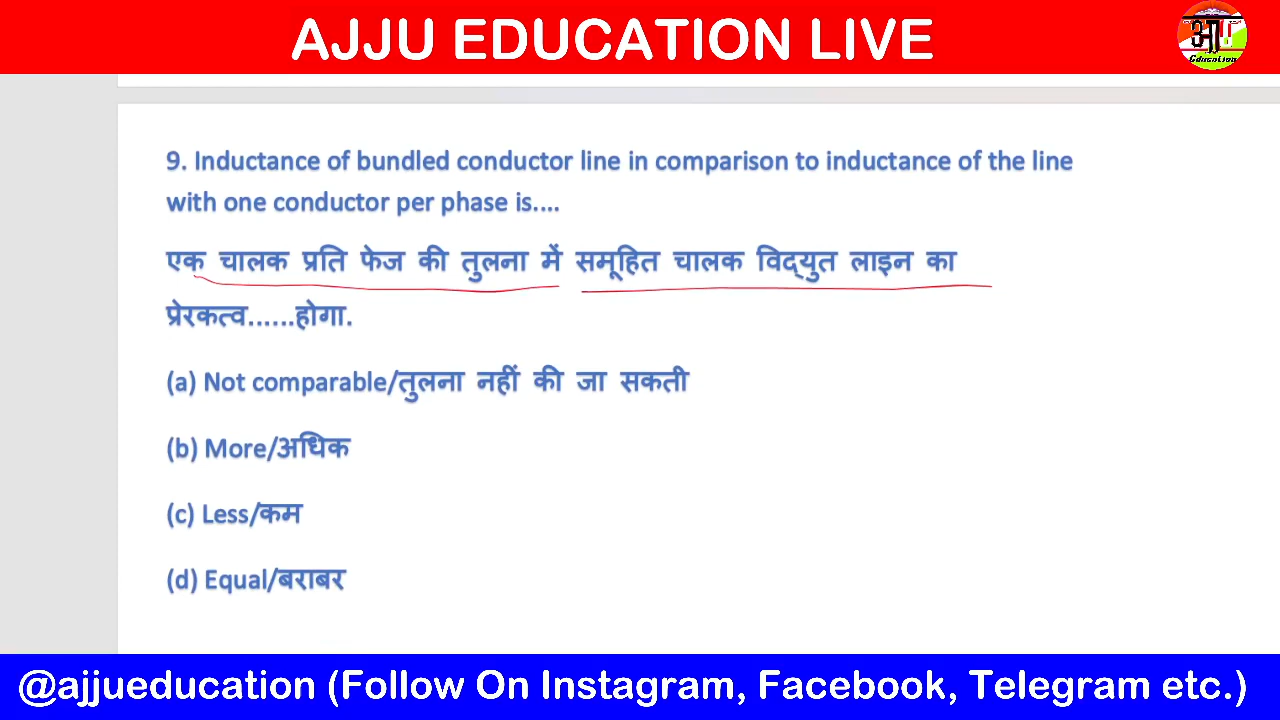 AJJU EDUCATION LIVE
Education
9. Inductance of bundled conductor line in comparison to inductance of the line
with one conductor per phase is....
एक चालक प्रति फेज की तुलना में समूहित चालक विद्युत लाइन का
प्रेरकत्व......होगा.
(a) Not comparable/तुलना नहीं की जा सकती
(b) More/अधिक
(c) Less/कम
(d) Equal/बराबर
@ajjueducation (Follow On Instagram, Facebook, Telegram etc.)